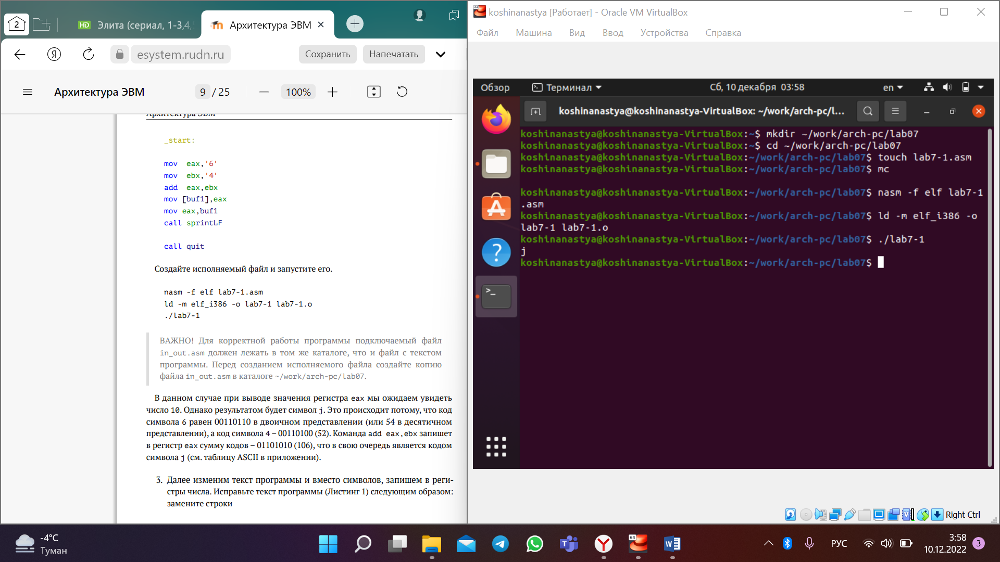 2
HD Элита (сериал, 1-3,4,
Архитектура ЭВМ
esystem.rudn.ru
Сохранить
Напечатать
Архитектура ЭВМ
9 / 25
100%
Архитектура ЭВМ
_start:
mov eax,'6'
mov ebx,'4'
add eax,ebx
mov [buf1],eax
mov eax,buf1
call sprintLF
call quit
Создайте исполняемый файл и запустите его.
nasm -f elf lab7-1.asm
ld -m elf_i386 -o lab7-1 lab7-1.o
./lab7-1
ВАЖНО! Для корректной работы программы подключаемый файл
in_out.asm должен лежать в том же каталоге, что и файл с текстом
программы. Перед созданием исполняемого файла создайте копию
файла in_out.asm в каталоге ~/work/arch-pc/lab07.
В данном случае при выводе значения регистра eax мы ожидаем увидеть
число 10. Однако результатом будет символ j. Это происходит потому, что код
символа 6 равен 00110110 в двоичном представлении (или 54 в десятичном
представлении), а код символа 4 – 00110100 (52). Команда add eax,ebx запишет
в регистр eax сумму кодов – 01101010 (106), что в свою очередь является кодом
символа j (см. таблицу ASCII в приложении).
3. Далее изменим текст программы и вместо символов, запишем в реги-
стры числа. Исправьте текст программы (Листинг 1) следующим образом:
замените строки
koshinanastya [Работает] - Oracle VM VirtualBox
Файл Машина Вид Ввод Устройства Справка
Обзор
Терминал
Сб, 10 декабря 03:58
en
koshinanastya@koshinanastya-VirtualBox: ~/work/arch-pc/l...
koshinanastya@koshinanastya-VirtualBox:~$ mkdir ~/work/arch-pc/lab07
koshinanastya@koshinanastya-VirtualBox:~$ cd ~/work/arch-pc/lab07
koshinanastya@koshinanastya-VirtualBox:~/work/arch-pc/lab07$ touch lab7-1.asm
koshinanastya@koshinanastya-VirtualBox:~/work/arch-pc/lab07$ mc
koshinanastya@koshinanastya-VirtualBox:~/work/arch-pc/lab07$ nasm -f elf lab7-1
.asm
koshinanastya@koshinanastya-VirtualBox:~/work/arch-pc/lab07$ ld -m elf_i386 -o
lab7-1 lab7-1.o
koshinanastya@koshinanastya-VirtualBox:~/work/arch-pc/lab07$ ./lab7-1
j
koshinanastya@koshinanastya-VirtualBox:~/work/arch-pc/lab07$
Right Ctrl
-4°C
Туман
64
РУС
3:58
10.12.2022
3